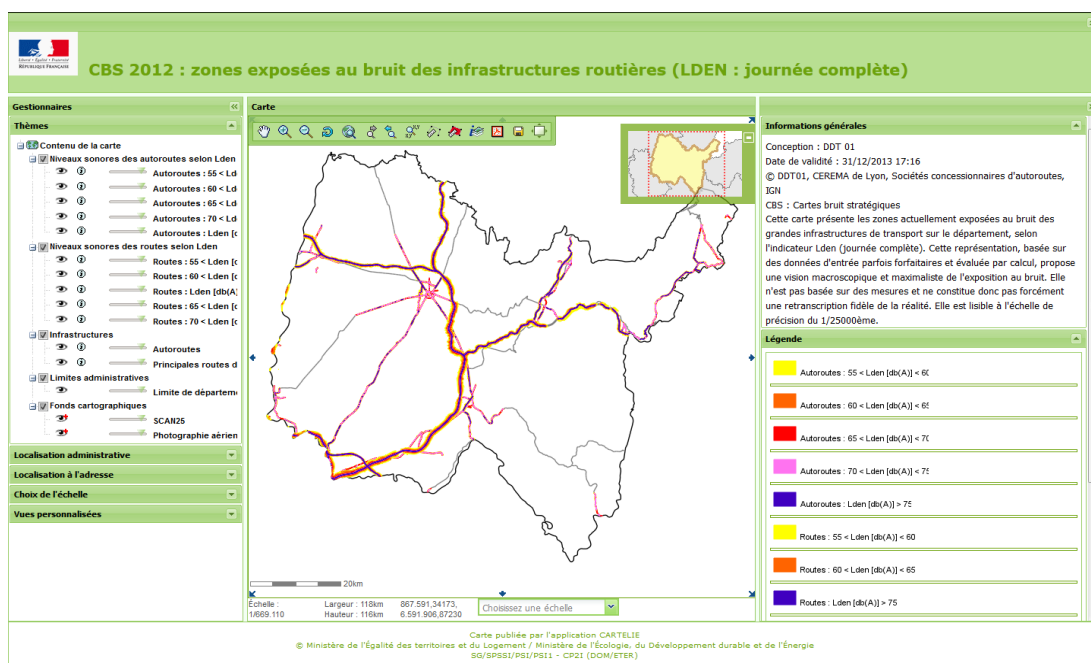 Liberté • Égalité • Fraternité
RÉPUBLIQUE FRANÇAISE
CBS 2012 : zones exposées au bruit des infrastructures routières (LDEN : journée complète)
Gestionnaires
Thèmes
Contenu de la carte
Niveaux sonores des autoroutes selon Lden
Autoroutes : 55 < Ld
Autoroutes : 60 < Ld
Autoroutes : 65 < Ld
Autoroutes : 70 < Ld
Autoroutes : Lden [d
Niveaux sonores des routes selon Lden
Routes : 55 < Lden [d
Routes : 60 < Lden [d
Routes : Lden [db(A)]
Routes : 65 < Lden [d
Routes : 70 < Lden [d
Infrastructures
Autoroutes
Principales routes d
Limites administratives
Limite de départeme
Fonds cartographiques
SCAN25
Photographie aérien
Localisation administrative
Localisation à l'adresse
Choix de l'échelle
Vues personnalisées
Carte
20km
Échelle :
1/669.110
Largeur : 118km
Hauteur : 116km
867.591,34173,
6.591.906,87230
Choisissez une échelle
Informations générales
Conception : DDT 01
Date de validité : 31/12/2013 17:16
© DDT01, CEREMA de Lyon, Sociétés concessionnaires d'autoroutes,
IGN
CBS : Cartes bruit stratégiques
Cette carte présente les zones actuellement exposées au bruit des
grandes infrastructures de transport sur le département, selon
l'indicateur Lden (journée complète). Cette représentation, basée sur
des données d'entrée parfois forfaitaires et évaluée par calcul, propose
une vision macroscopique et maximaliste de l'exposition au bruit. Elle
n'est pas basée sur des mesures et ne constitue donc pas forcément
une retranscription fidèle de la réalité. Elle est lisible à l'échelle de
précision du 1/25000ème.
Légende
Autoroutes : 55 < Lden [db(A)] < 60
Autoroutes : 60 < Lden [db(A)] < 65
Autoroutes : 65 < Lden [db(A)] < 70
Autoroutes : 70 < Lden [db(A)] < 75
Autoroutes : Lden [db(A)] > 75
Routes : 55 < Lden [db(A)] < 60
Routes : 60 < Lden [db(A)] < 65
Routes : Lden [db(A)] > 75
Carte publiée par l'application CARTELIE
© Ministère de l'Égalité des territoires et du Logement / Ministère de l'Écologie, du Développement durable et de l'Énergie
SG/SPSSI/PSI/PSI1 - CP2I (DOM/ETER)